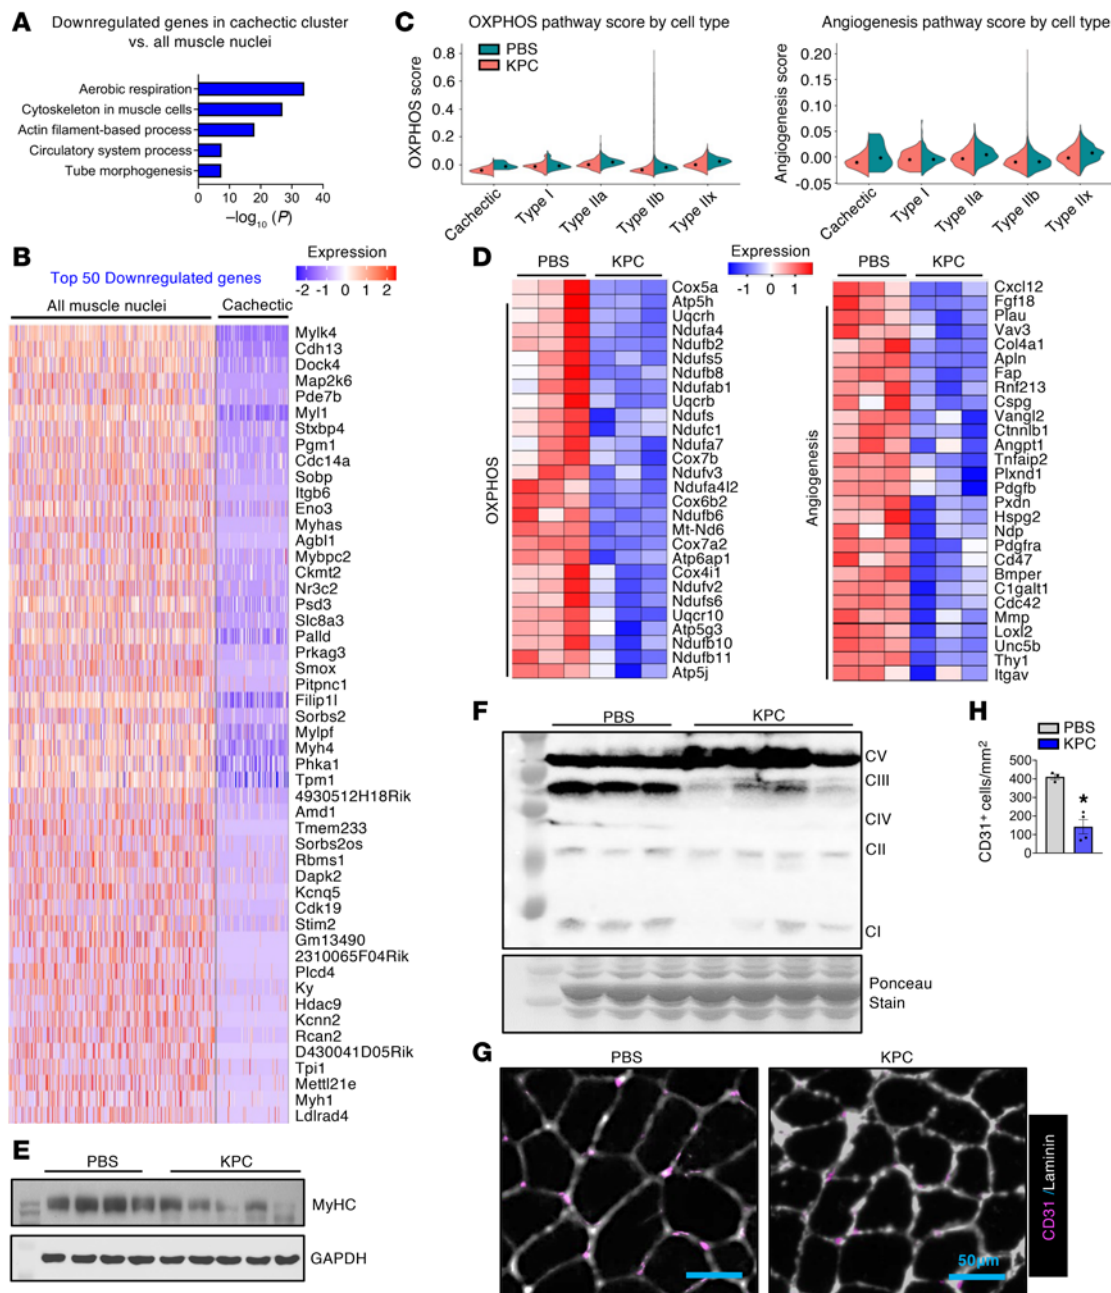 A
Downregulated genes in cachectic cluster
vs. all muscle nuclei
Aerobic respiration
Cytoskeleton in muscle cells
Actin filament-based process
Circulatory system process
Tube morphogenesis
0 10 20 30 40
–log10 (P)
B
Expression
-2 -1 0 1 2
Top 50 Downregulated genes
All muscle nuclei
Cachectic
Mylk4
Cdh13
Dock4
Map2k6
Pde7b
Myl1
Stxbp4
Pgm1
Cdc14a
Sobp
Itgb6
Eno3
Myhas
Agbl1
Mybpc2
Ckmt2
Nr3c2
Psd3
Slc8a3
Palld
Prkag3
Smox
Pitpnc1
Filip1l
Sorbs2
Mylpf
Myh4
Phka1
Tpm1
4930512H18Rik
Amd1
Tmem233
Sorbs2os
Rbms1
Dapk2
Kcnq5
Cdk19
Stim2
Gm13490
2310065F04Rik
Plcd4
Ky
Hdac9
Kcnn2
Rcan2
D430041D05Rik
Tpi1
Mettl21e
Myh1
Ldlrad4
C
OXPHOS pathway score by cell type
PBS
KPC
OXPHOS score
0.8
0.6
0.4
0.2
0.0
Cachectic
Type I
Type IIa
Type IIb
Type IIx
Angiogenesis pathway score by cell type
Angiogenesis score
0.20
0.15
0.10
0.05
0.00
-0.05
Cachectic
Type I
Type IIa
Type IIb
Type IIx
D
Expression
-1 0 1
PBS
KPC
OXPHOS
Cox5a
Atp5h
Uqcrh
Ndufa4
Ndufb2
Ndufs5
Ndufb8
Ndufab1
Uqcrb
Ndufs
Ndufc1
Ndufa7
Cox7b
Ndufv3
Ndufa4l2
Cox6b2
Ndufb6
Mt-Nd6
Cox7a2
Atp6ap1
Cox4i1
Ndufv2
Ndufs6
Uqcr10
Atp5g3
Ndufb10
Ndufb11
Atp5j
PBS
KPC
Angiogenesis
Cxcl12
Fgf18
Plau
Vav3
Col4a1
Apln
Fap
Rnf213
Cspg
Vangl2
Ctnnlb1
Angpt1
Tnfaip2
Plxnd1
Pdgfb
Pxdn
Hspg2
Ndp
Pdgfra
Cd47
Bmper
C1galt1
Cdc42
Mmp
Loxl2
Unc5b
Thy1
Itgav
E
PBS
KPC
MyHC
GAPDH
F
PBS
KPC
CV
CIII
CIV
CII
CI
Ponceau
Stain
G
PBS
KPC
50µm
CD31/Laminin
H
PBS
KPC
CD31+ cells/mm2
500
400
300
200
100
0
*